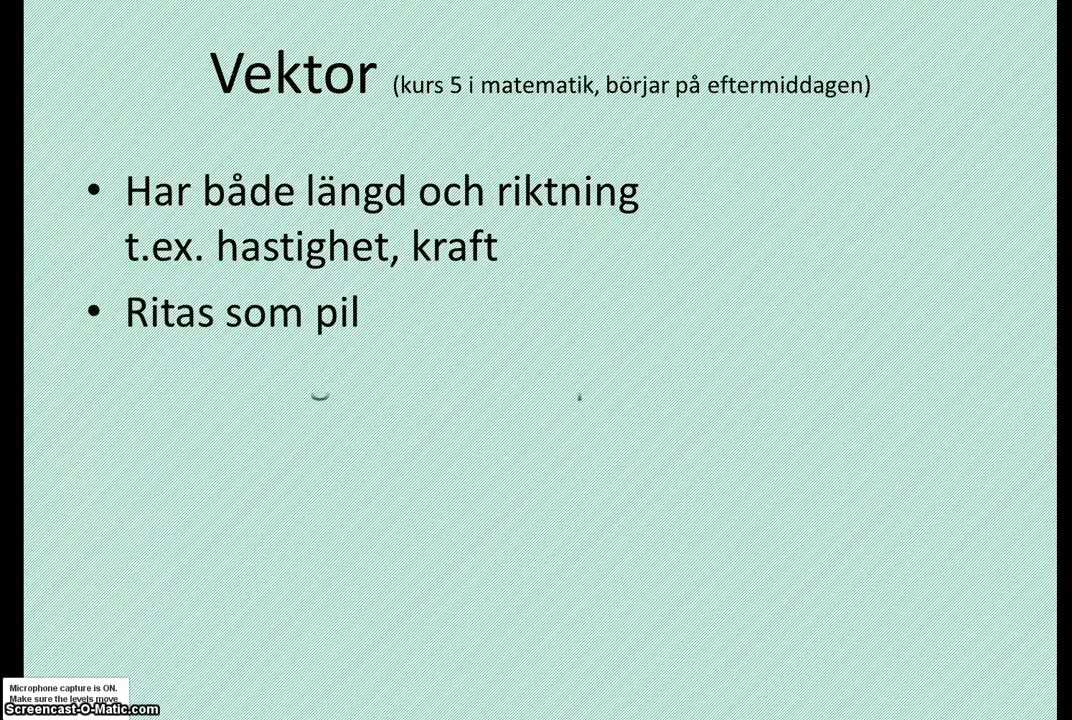 Vektor (kurs 5 i matematik, börjar på eftermiddagen)
• Har både längd och riktning
t.ex. hastighet, kraft
• Ritas som pil
Microphone capture is ON.
Make sure the levels move
Screencast-O-Matic.com